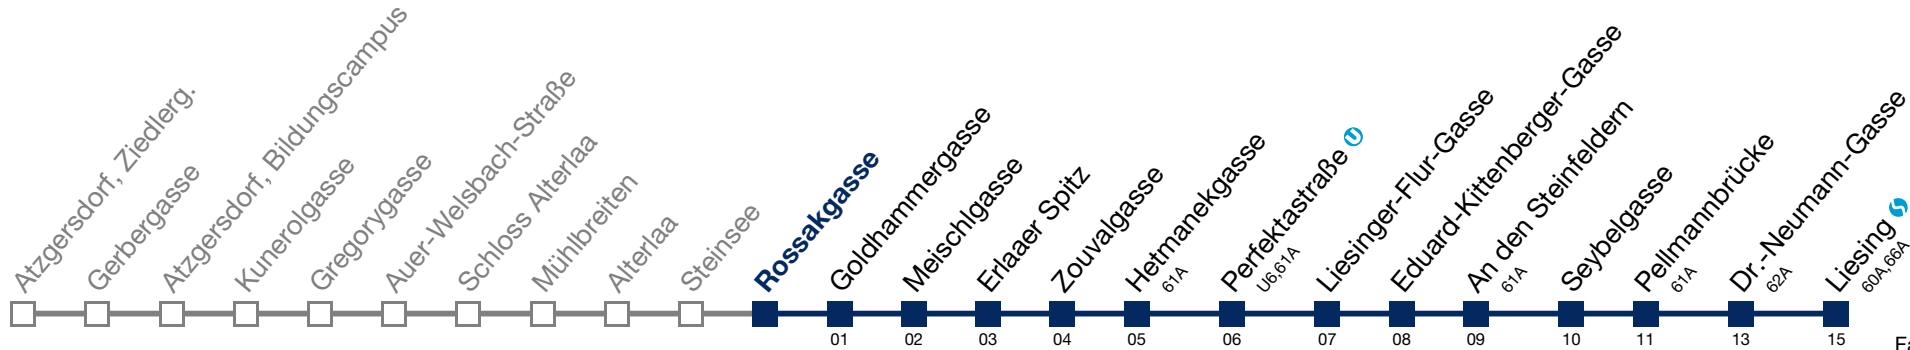 Atzgersdorf, Ziedlerg.
Gerbergasse
Atzgersdorf, Bildungscampus
Kunerolgasse
Gregorygasse
Auer-Welsbach-Straße
Schloss Alterlaa
Mühlbreiten
Alterlaa
Steinsee
Rossakgasse
Goldhammergasse
Meischlgasse
Erlaaer Spitz
Zouvalgasse
Hetmanekgasse
61A
Perfektastraße U
U6,61A
Liesinger-Flur-Gasse
Eduard-Kittenberger-Gasse
An den Steinfeldern
61A
Seybelgasse
Pellmannbrücke
61A
Dr.-Neumann-Gasse
62A
Liesing S
60A,66A
01 02 03 04 05 06 07 08 09 10 11 13 15